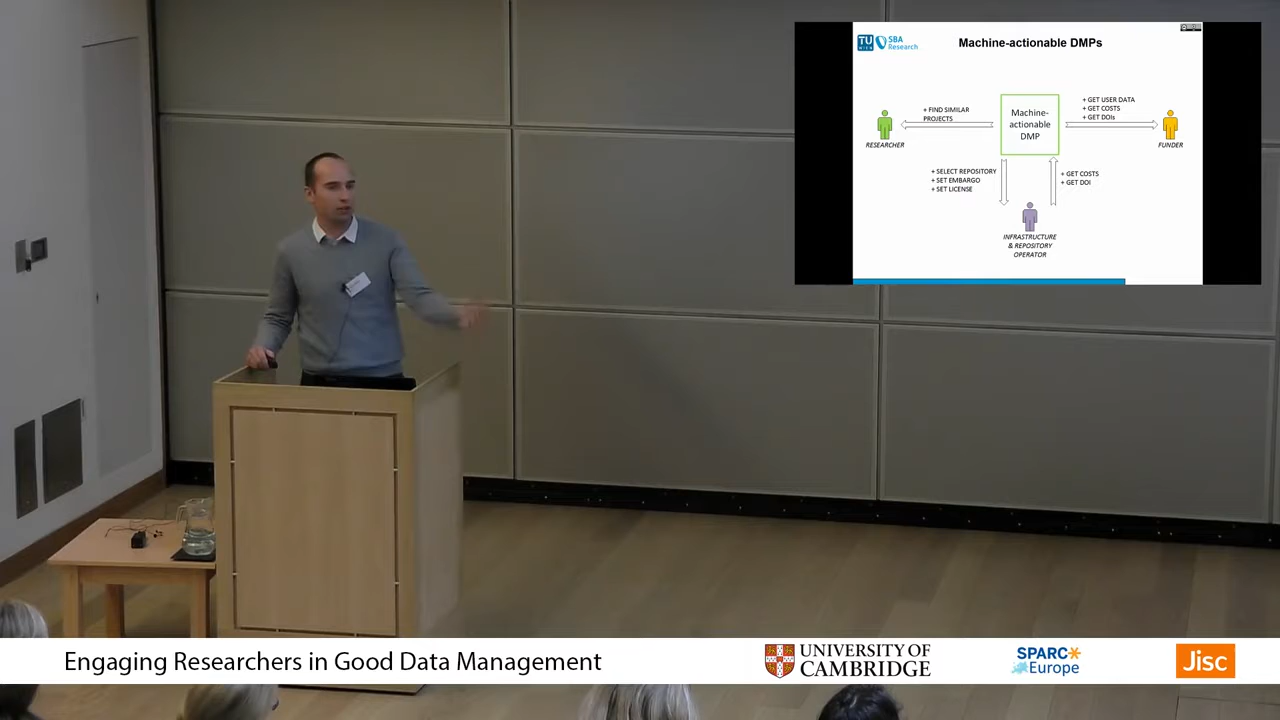 TU
WIEN
SBA
Research
Machine-actionable DMPs
+ FIND SIMILAR
PROJECTS
Machine-
actionable
DMP
+ GET USER DATA
+ GET COSTS
+ GET DOIs
RESEARCHER
FUNDER
+ SELECT REPOSITORY
+ SET EMBARGO
+ SET LICENSE
+ GET COSTS
+ GET DOI
INFRASTRUCTURE
& REPOSITORY
OPERATOR
Engaging Researchers in Good Data Management
UNIVERSITY OF
CAMBRIDGE
SPARC
Europe
Jisc